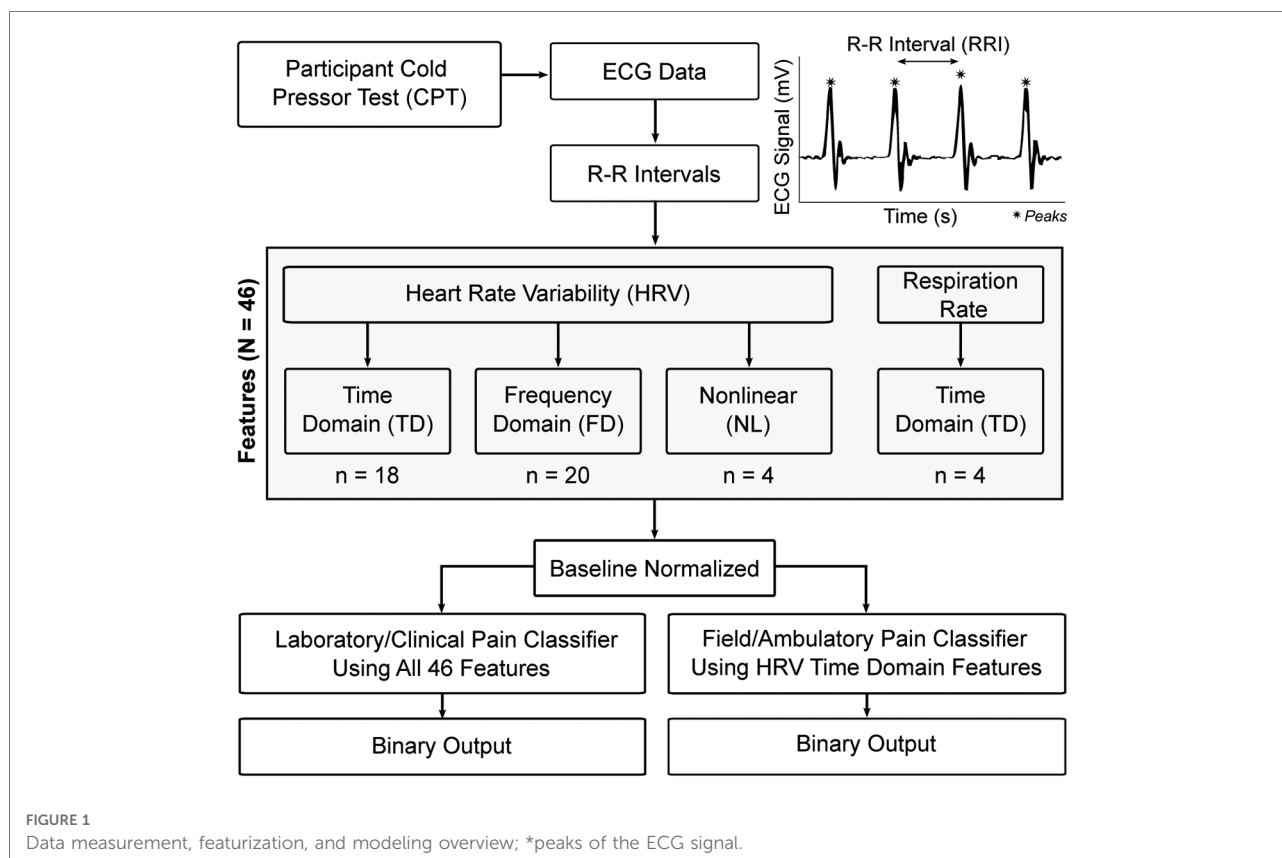 Participant Cold
Pressor Test (CPT)
ECG Data
R-R Intervals
R-R Interval (RRI)
ECG Signal (mV)
Time (s)
* Peaks
Features (N = 46)
Heart Rate Variability (HRV)
Respiration
Rate
Time
Domain (TD)
n = 18
Frequency
Domain (FD)
n = 20
Nonlinear
(NL)
n = 4
Time
Domain (TD)
n = 4
Baseline Normalized
Laboratory/Clinical Pain Classifier
Using All 46 Features
Field/Ambulatory Pain Classifier
Using HRV Time Domain Features
Binary Output
Binary Output
FIGURE 1
Data measurement, featurization, and modeling overview; *peaks of the ECG signal.